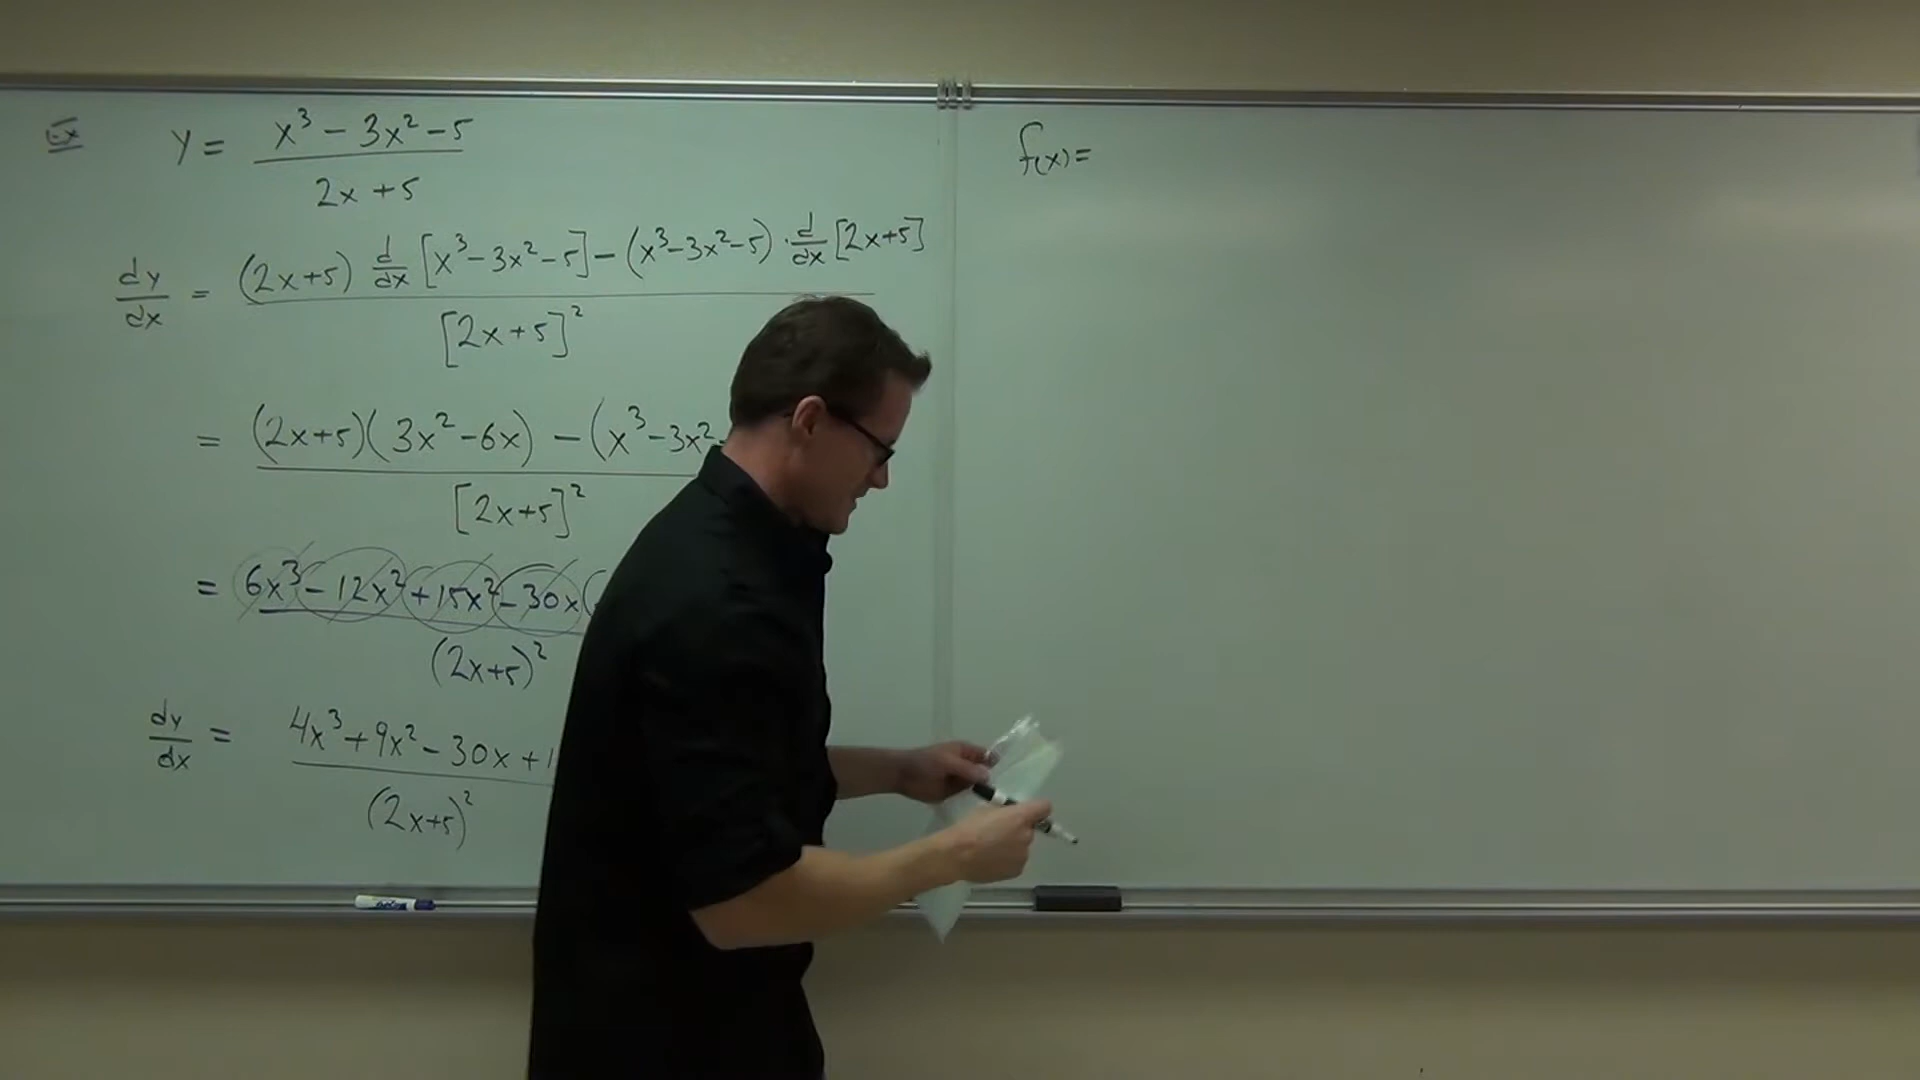 Ex y = x³ - 3x² - 5 / 2x + 5
dy/dx = (2x+5) d/dx [x³ - 3x² - 5] - (x³ - 3x² - 5) · d/dx [2x+5] / [2x+5]²
= (2x+5)(3x² - 6x) - (x³ - 3x² / [2x+5]²
= 6x³ - 12x² + 15x² - 30x ( / (2x+5)²
dy/dx = 4x³ + 9x² - 30x + 1 / (2x+5)²
f(x) =